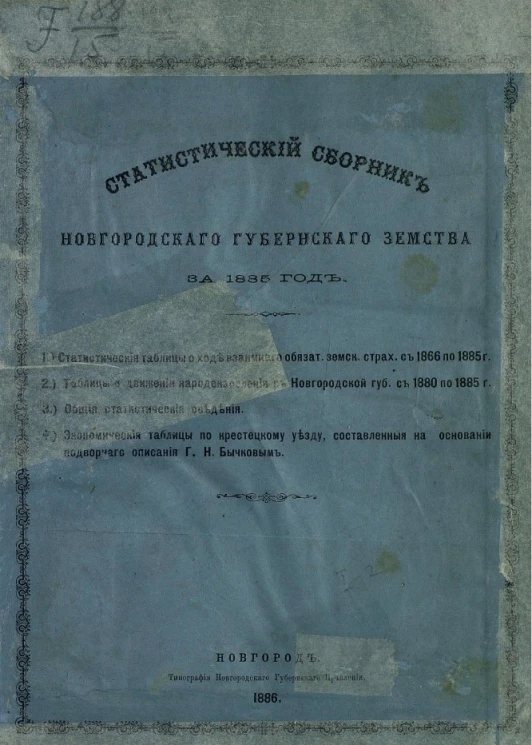 F 188
15
СТАТИСТИЧЕСКІЙ СБОРНИКЪ
НОВГОРОДСКАГО ГУБЕРНСКАГО ЗЕМСТВА
ЗА 1885 ГОДЪ.
1.) Статистическія таблицы о ходѣ взаимнаго обязат. земск. страх. съ 1866 по 1885 г.
2.) Таблицы о движеніи народонаселенія въ Новгородской губ. съ 1880 по 1885 г.
3.) Общія статистическія свѣдѣнія.
4.) Экономическія таблицы по крестецкому уѣзду, составленныя на основаніи
подворнаго описанія Г. Н. Бычковымъ.
НОВГОРОДЪ.
Типографія Новгородскаго Губернскаго Правленія.
1886.